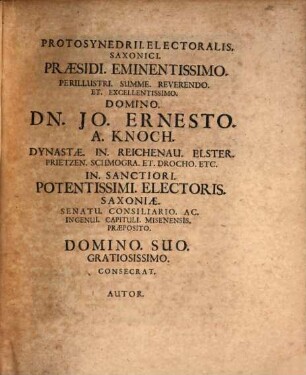 PROTOSYNEDRII. ELECTORALIS.
SAXONICI.
PRÆSIDI. EMINENTISSIMO.
PERILLUSTRI. SUMME. REVERENDO.
ET. EXCELLENTISSIMO.
DOMINO.
DN. JO. ERNESTO.
A. KNOCH.
DYNASTÆ. IN. REICHENAU. ELSTER.
PRIETZEN. SCHMOGRA. ET. DROCHO. ETC.
IN. SANCTIORI.
POTENTISSIMI. ELECTORIS.
SAXONIÆ.
SENATU. CONSILIARIO. AC.
INGENUI. CAPITULI. MISENENSIS.
PRÆPOSITO.
DOMINO. SUO.
GRATIOSISSIMO.
CONSECRAT.
AUTOR.